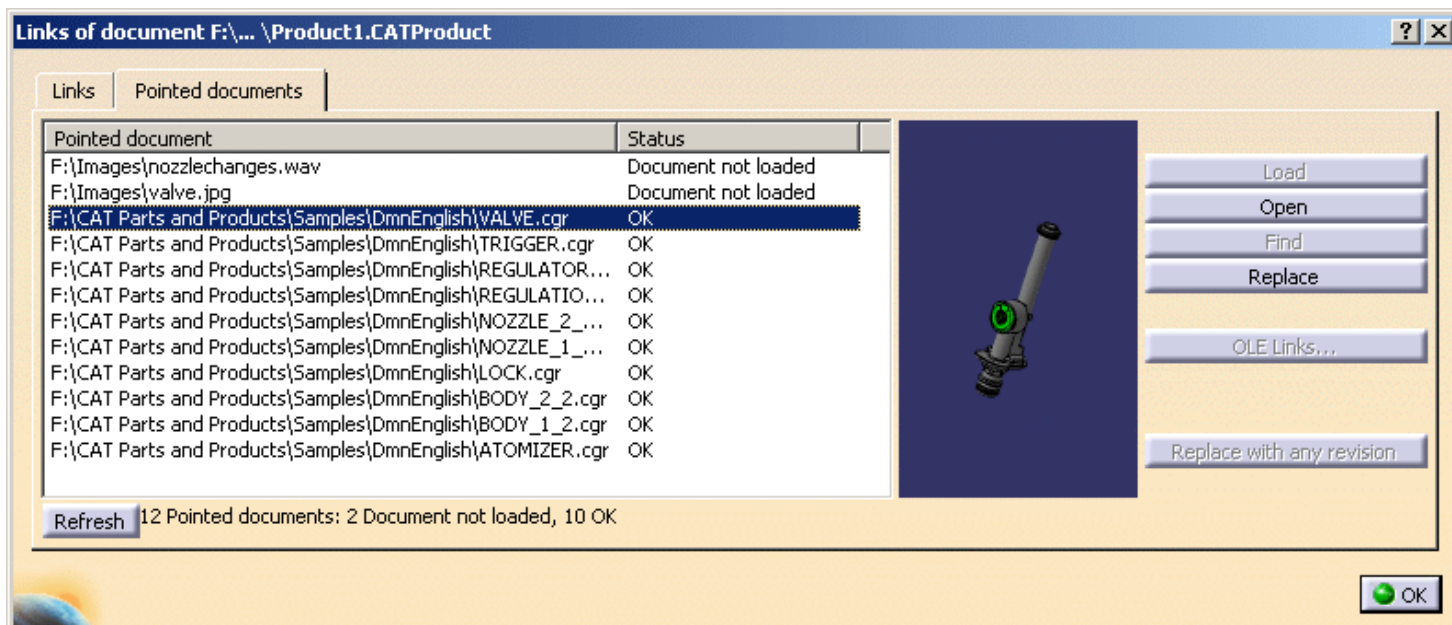 Links of document F:\... \Product1.CATProduct
Links Pointed documents
Pointed document Status
F:\Images\nozzlechanges.wav Document not loaded
F:\Images\valve.jpg Document not loaded
F:\CAT Parts and Products\Samples\DmnEnglish\VALVE.cgr OK
F:\CAT Parts and Products\Samples\DmnEnglish\TRIGGER.cgr OK
F:\CAT Parts and Products\Samples\DmnEnglish\REGULATOR... OK
F:\CAT Parts and Products\Samples\DmnEnglish\REGULATIO... OK
F:\CAT Parts and Products\Samples\DmnEnglish\NOZZLE_2_... OK
F:\CAT Parts and Products\Samples\DmnEnglish\NOZZLE_1_... OK
F:\CAT Parts and Products\Samples\DmnEnglish\LOCK.cgr OK
F:\CAT Parts and Products\Samples\DmnEnglish\BODY_2_2.cgr OK
F:\CAT Parts and Products\Samples\DmnEnglish\BODY_1_2.cgr OK
F:\CAT Parts and Products\Samples\DmnEnglish\ATOMIZER.cgr OK
Load
Open
Find
Replace
OLE Links...
Replace with any revision
Refresh 12 Pointed documents: 2 Document not loaded, 10 OK
OK